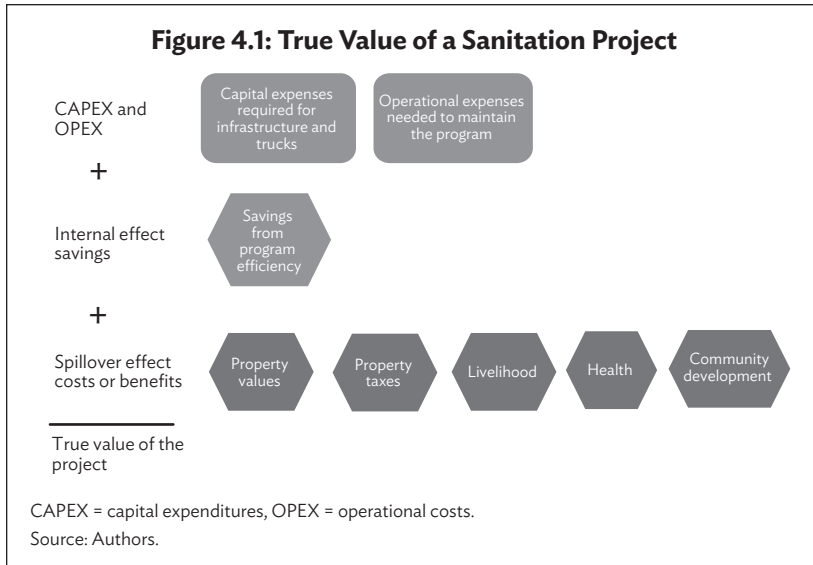 Figure 4.1: True Value of a Sanitation Project
CAPEX and
OPEX
Capital expenses
required for
infrastructure and
trucks
Operational expenses
needed to maintain
the program
+
Internal effect
savings
Savings
from
program
efficiency
+
Spillover effect
costs or benefits
Property
values
Property
taxes
Livelihood
Health
Community
development
True value of the
project
CAPEX = capital expenditures, OPEX = operational costs.
Source: Authors.